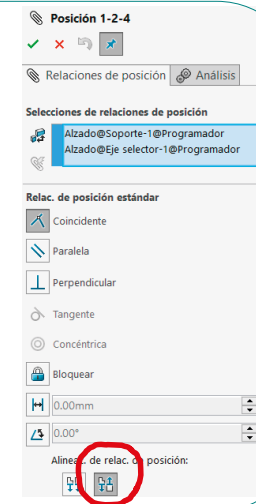 Posición 1-2-4
Relaciones de posición Análisis
Selecciones de relaciones de posición
Alzado@Soporte-1@Programador
Alzado@Eje selector-1@Programador
Relac. de posición estándar
Coincidente
Paralela
Perpendicular
Tangente
Concéntrica
Bloquear
0.00mm
0.00°
Alineac. de relac. de posición: